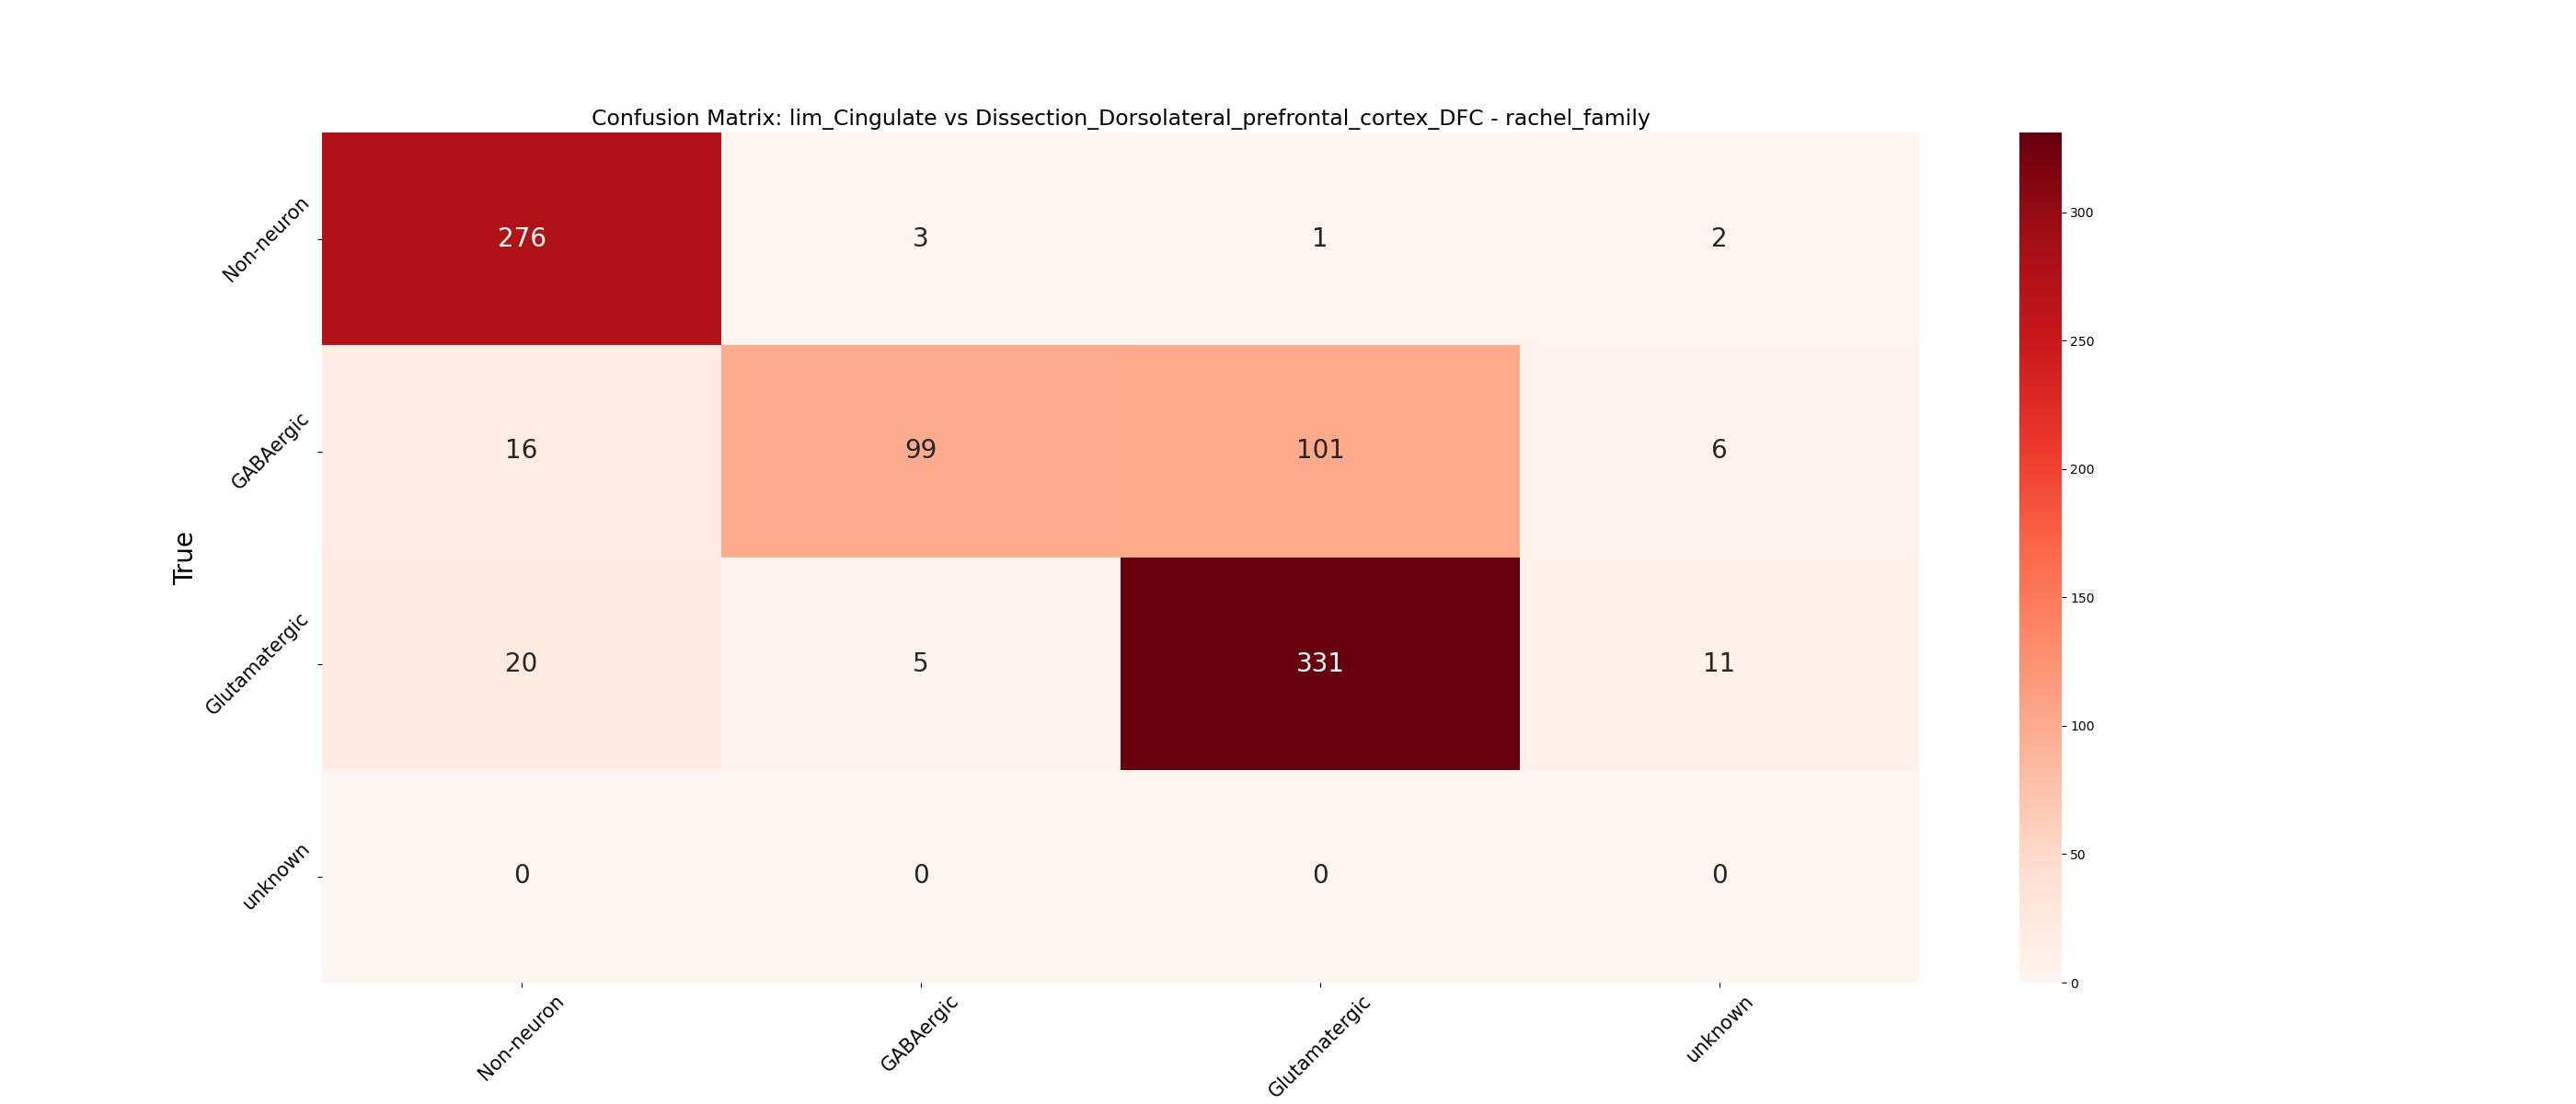 Confusion Matrix: lim_Cingulate vs Dissection_Dorsolateral_prefrontal_cortex_DFC - rachel_family
True
Non-neuron
276 3 1 2
GABAergic
16 99 101 6
Glutamatergic
20 5 331 11
unknown
0 0 0 0
Non-neuron GABAergic Glutamatergic unknown
300
250
200
150
100
50
0